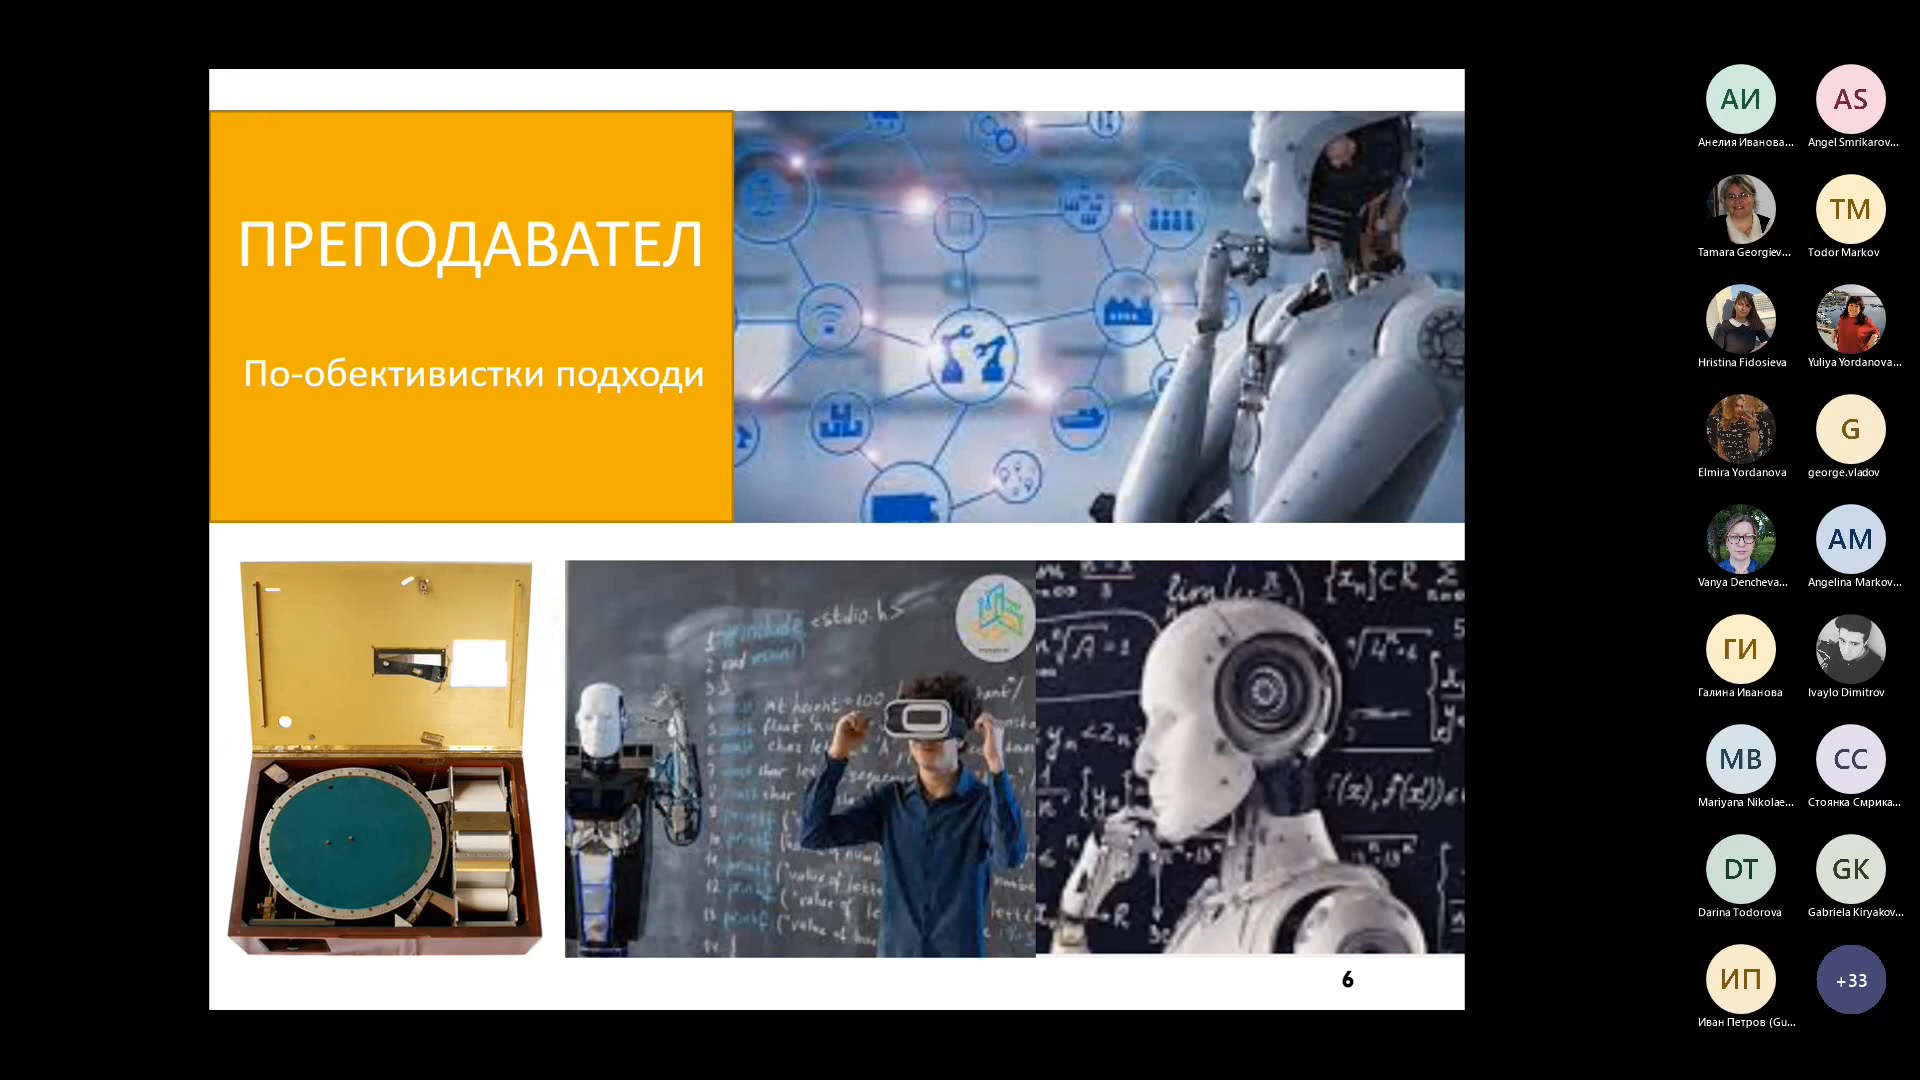 ПРЕПОДАВАТЕЛ
По-обективистки подходи
<stdio.h>
6
АИ
Анелия Иванова...
AS
Angel Smrikarov...
Tamara Georgiev...
TM
Todor Markov
Hristina Fidosieva
Yuliya Yordanova...
Elmira Yordanova
G
george.vladov
Vanya Dencheva...
AM
Angelina Markov...
ГИ
Галина Иванова
Ivaylo Dimitrov
MB
Mariyana Nikolae...
СС
Стоянка Смрика...
DT
Darina Todorova
GK
Gabriela Kiryakov...
ИП
Иван Петров (Gu...
+33